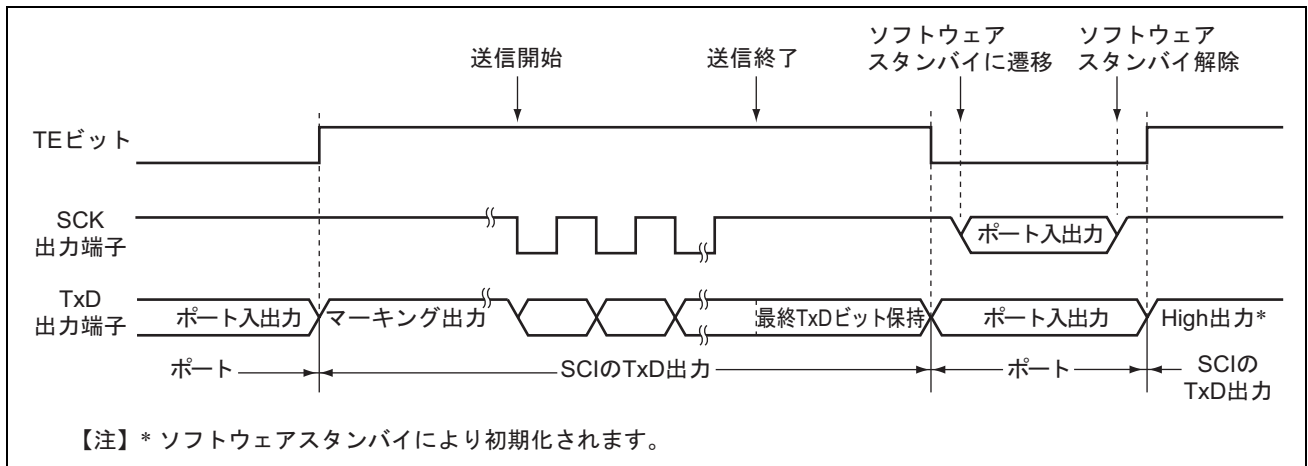 送信開始
送信終了
ソフトウェア
スタンバイに遷移
ソフトウェア
スタンバイ解除
TEビット
SCK
出力端子
ポート入出力
TxD
出力端子
ポート入出力
マーキング出力
最終TxDビット保持
ポート入出力
High出力*
ポート
SCIのTxD出力
ポート
SCIの
TxD出力
【注】* ソフトウェアスタンバイにより初期化されます。